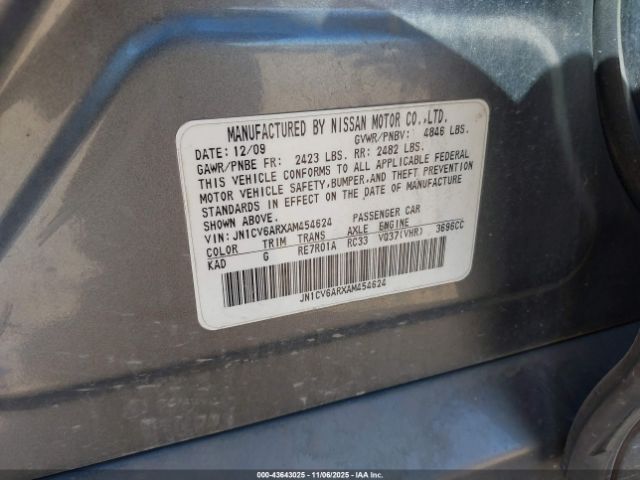 MANUFACTURED BY NISSAN MOTOR CO.,LTD.
DATE: 12/09 GVWR/PNBV: 4846 LBS.
GAWR/PNBE FR: 2423 LBS. RR: 2482 LBS.
THIS VEHICLE CONFORMS TO ALL APPLICABLE FEDERAL
MOTOR VEHICLE SAFETY, BUMPER, AND THEFT PREVENTION
STANDARDS IN EFFECT ON THE DATE OF MANUFACTURE
SHOWN ABOVE.
VIN: JN1CV6ARXAM454624 PASSENGER CAR
COLOR TRIM TRANS AXLE ENGINE
KAD G RE7R01A RC33 VQ37(VHR) 3696CC
JN1CV6ARXAM454624
00-43643025 - 11/06/2025 - IAA Inc.